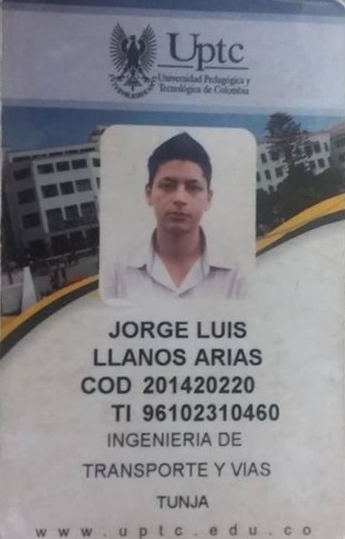 Uptc
Universidad Pedagógica y
Tecnológica de Colombia
JORGE LUIS
LLANOS ARIAS
COD 201420220
TI 96102310460
INGENIERIA DE
TRANSPORTE Y VIAS
TUNJA
www.uptc.edu.co